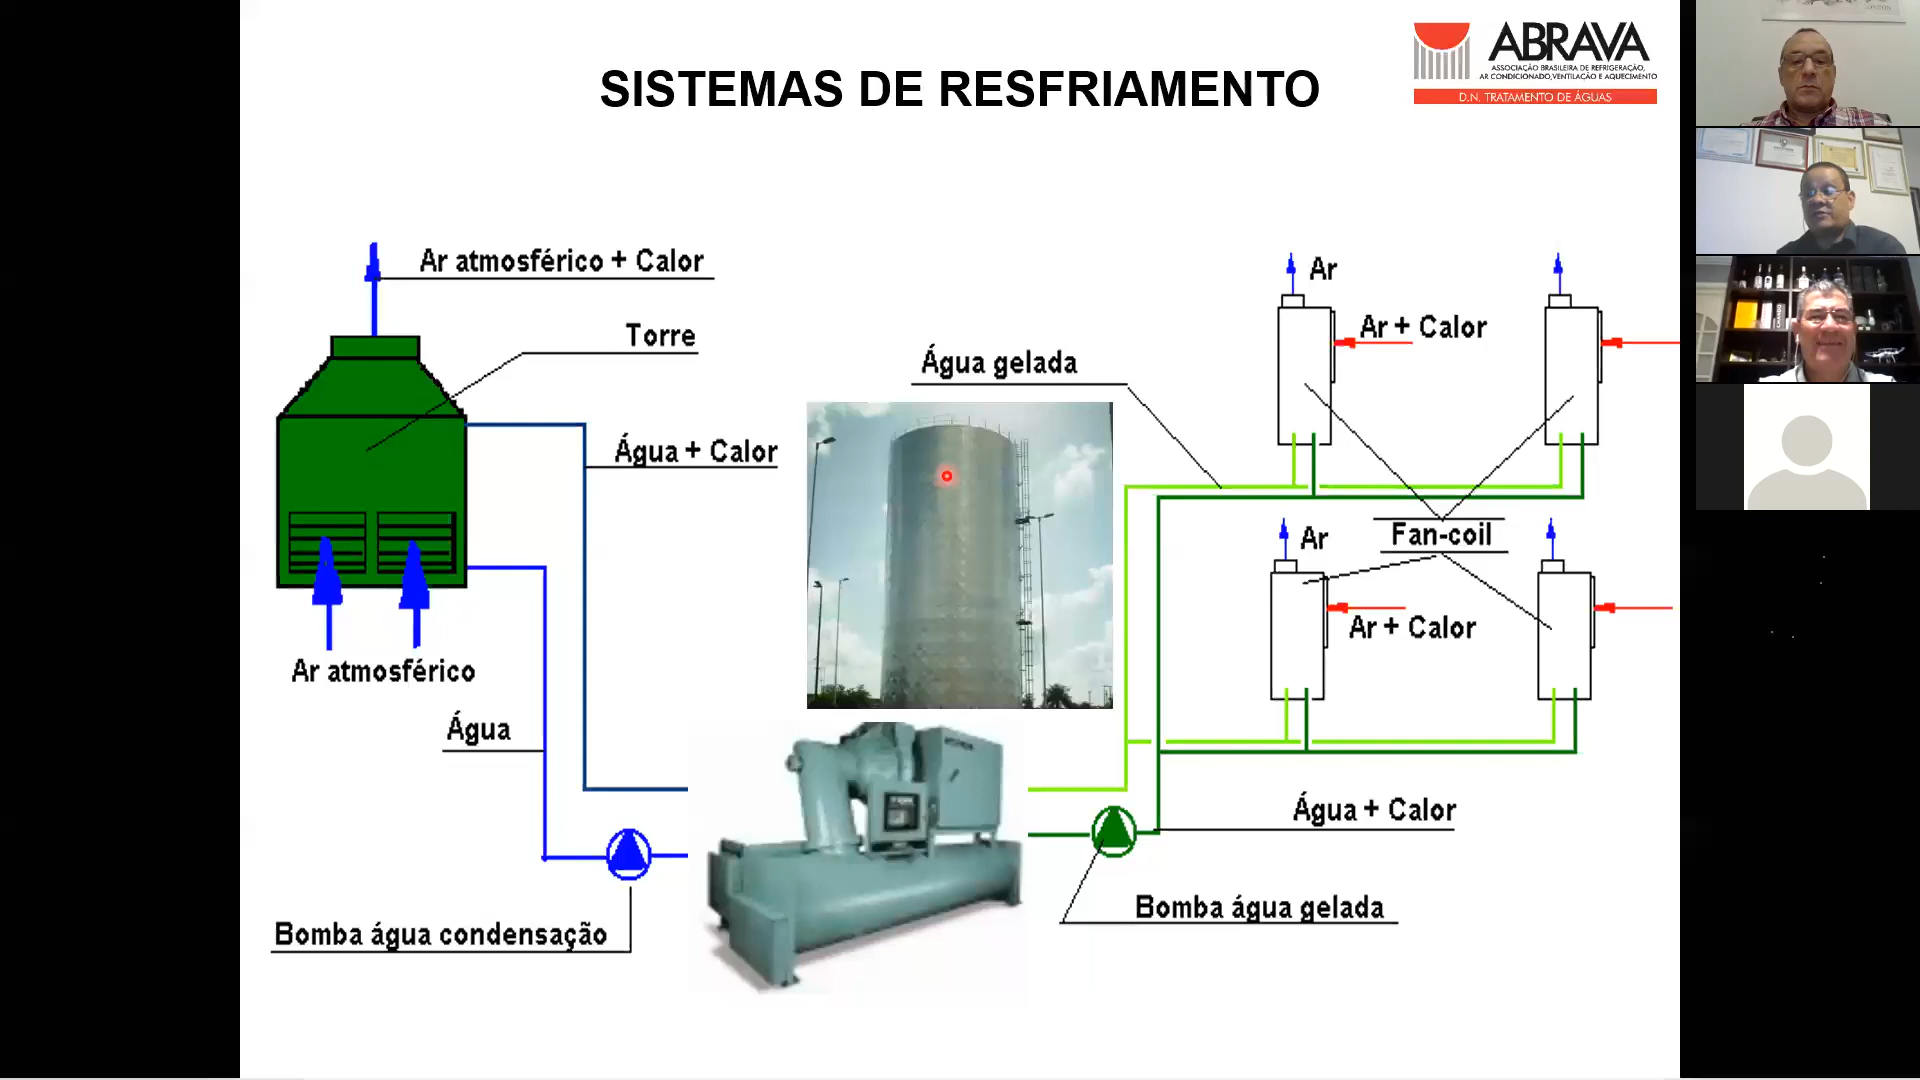 SISTEMAS DE RESFRIAMENTO
ABRAVA
ASSOCIAÇÃO BRASILEIRA DE REFRIGERAÇÃO,
AR CONDICIONADO, VENTILAÇÃO E AQUECIMENTO
D.N. TRATAMENTO DE ÁGUAS
Ar atmosférico + Calor
Torre
Água + Calor
Ar atmosférico
Água
Bomba água condensação
Água gelada
Ar
Ar + Calor
Fan-coil
Ar
Ar + Calor
Água + Calor
Bomba água gelada